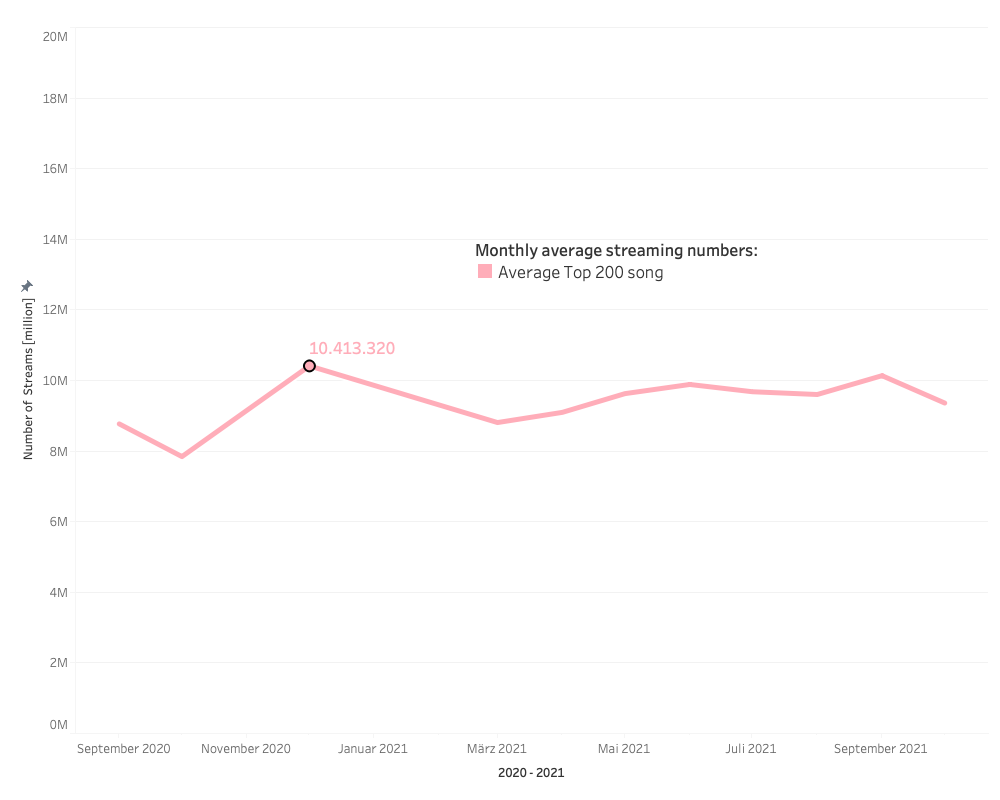 20M
18M
16M
14M
Monthly average streaming numbers:
Average Top 200 song
12M
10.413.320
10M
8M
6M
4M
2M
0M
Number of Streams [million]
September 2020 November 2020 Januar 2021 März 2021 Mai 2021 Juli 2021 September 2021
2020 - 2021